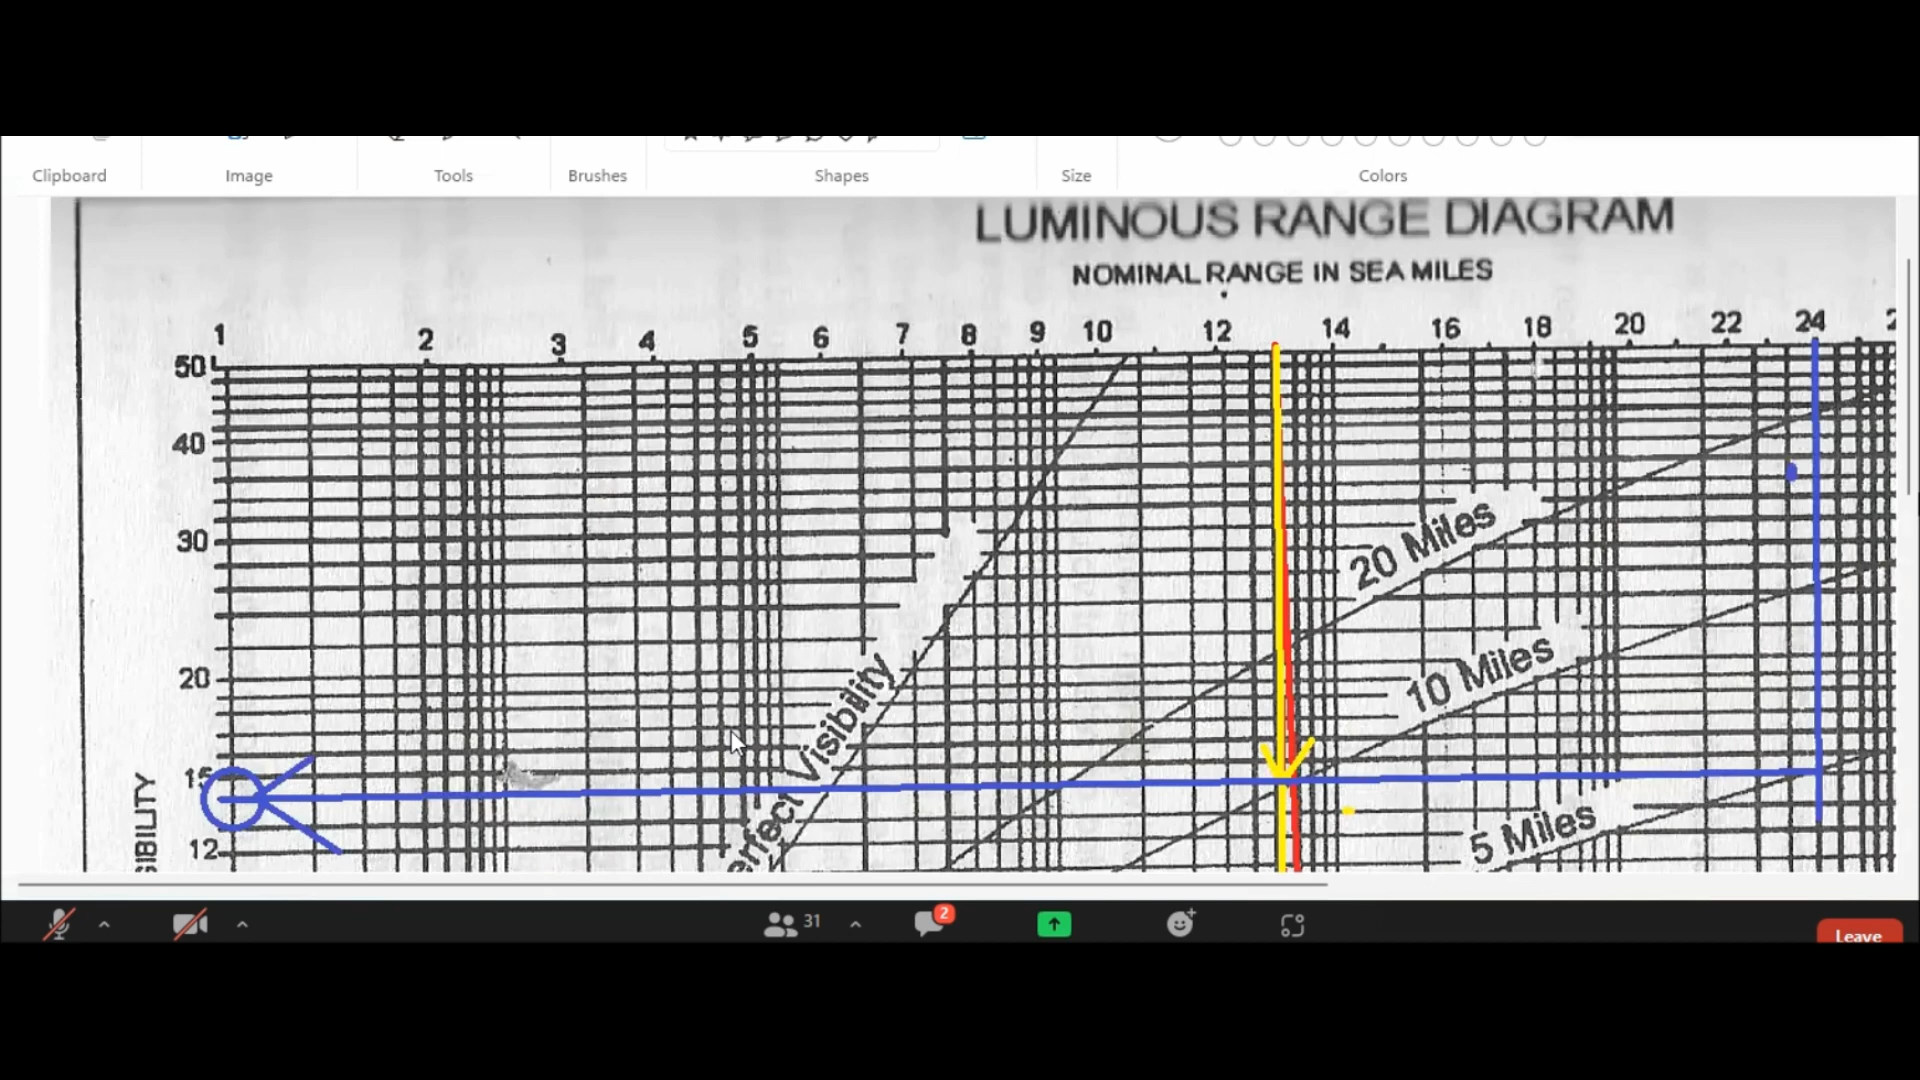 Clipboard Image Tools Brushes Shapes Size Colors
LUMINOUS RANGE DIAGRAM
NOMINAL RANGE IN SEA MILES
1 2 3 4 5 6 7 8 9 10 12 14 16 18 20 22 24
50
40
30
20 Miles
20
10 Miles
Visibility
15
12
5 Miles
31
2
Leave